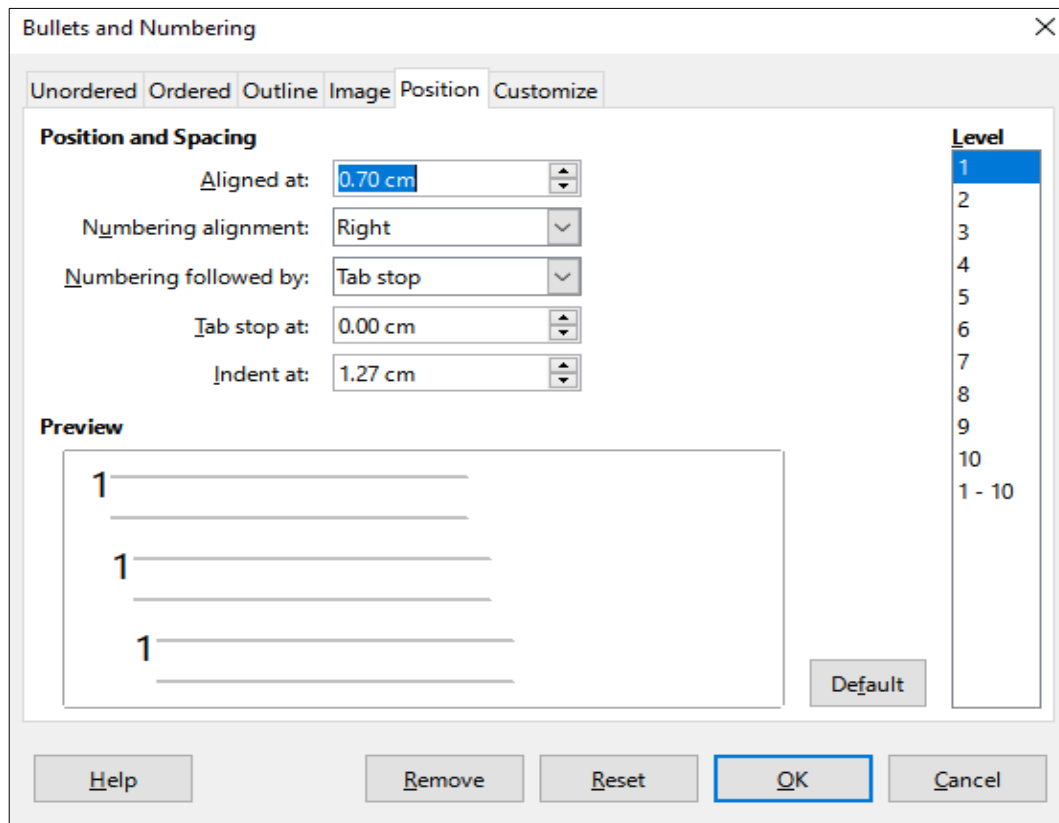 Bullets and Numbering
Unordered Ordered Outline Image Position Customize
Position and Spacing
Aligned at: 0.70 cm
Numbering alignment: Right
Numbering followed by: Tab stop
Tab stop at: 0.00 cm
Indent at: 1.27 cm
Preview
1
1
1
Default
Level
1
2
3
4
5
6
7
8
9
10
1 - 10
Help Remove Reset OK Cancel